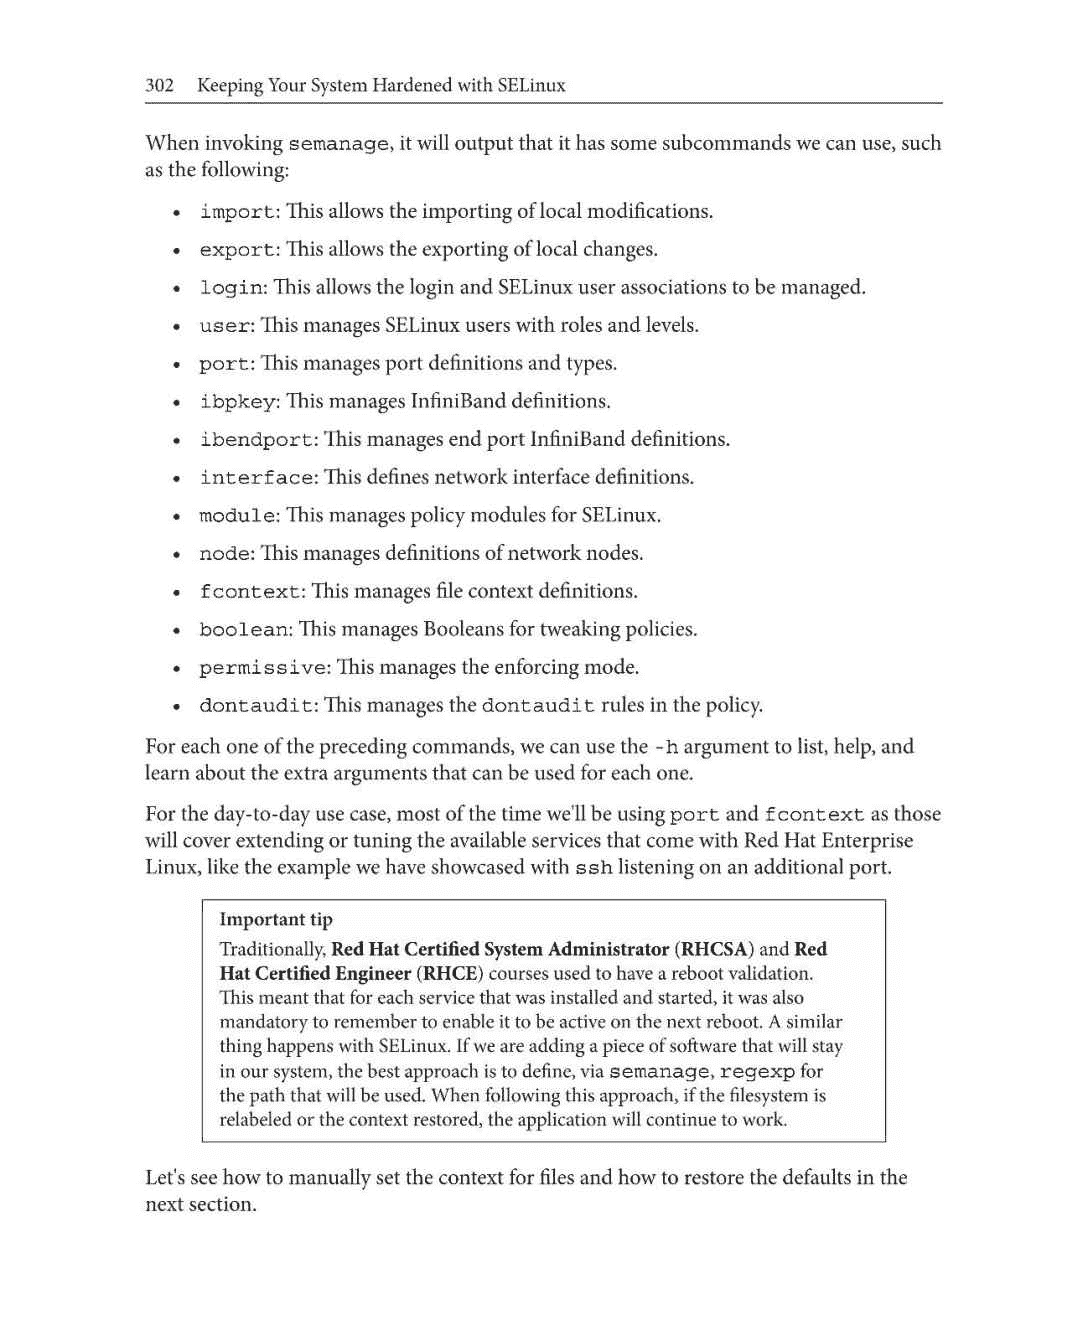 302 Keeping Your System Hardened with SELinux
When invoking semanage, it will output that it has some subcommands we can use, such
as the following:
• import: This allows the importing of local modifications.
• export: This allows the exporting of local changes.
• login: This allows the login and SELinux user associations to be managed.
• user: This manages SELinux users with roles and levels.
• port: This manages port definitions and types.
• ibpkey: This manages InfiniBand definitions.
• ibendport: This manages end port InfiniBand definitions.
• interface: This defines network interface definitions.
• module: This manages policy modules for SELinux.
• node: This manages definitions of network nodes.
• fcontext: This manages file context definitions.
• boolean: This manages Booleans for tweaking policies.
• permissive: This manages the enforcing mode.
• dontaudit: This manages the dontaudit rules in the policy.
For each one of the preceding commands, we can use the -h argument to list, help, and
learn about the extra arguments that can be used for each one.
For the day-to-day use case, most of the time we'll be using port and fcontext as those
will cover extending or tuning the available services that come with Red Hat Enterprise
Linux, like the example we have showcased with ssh listening on an additional port.
Important tip
Traditionally, Red Hat Certified System Administrator (RHCSA) and Red
Hat Certified Engineer (RHCE) courses used to have a reboot validation.
This meant that for each service that was installed and started, it was also
mandatory to remember to enable it to be active on the next reboot. A similar
thing happens with SELinux. If we are adding a piece of software that will stay
in our system, the best approach is to define, via semanage, regexp for
the path that will be used. When following this approach, if the filesystem is
relabeled or the context restored, the application will continue to work.
Let's see how to manually set the context for files and how to restore the defaults in the
next section.